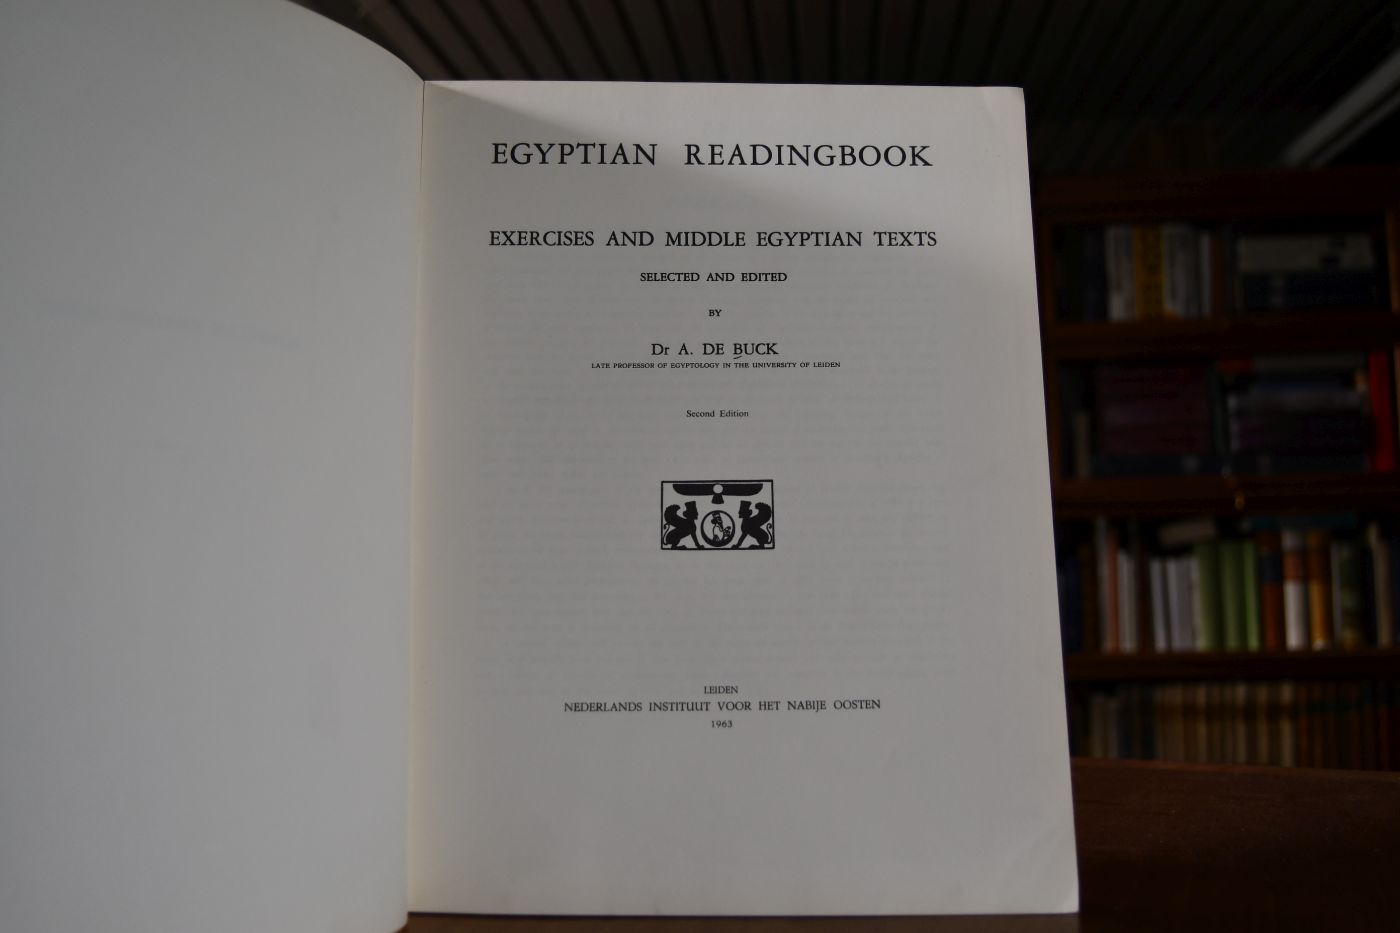 EGYPTIAN READINGBOOK
EXERCISES AND MIDDLE EGYPTIAN TEXTS
SELECTED AND EDITED
BY
Dr A. DE BUCK
LATE PROFESSOR OF EGYPTOLOGY IN THE UNIVERSITY OF LEIDEN
Second Edition
LEIDEN
NEDERLANDS INSTITUUT VOOR HET NABIJE OOSTEN
1963